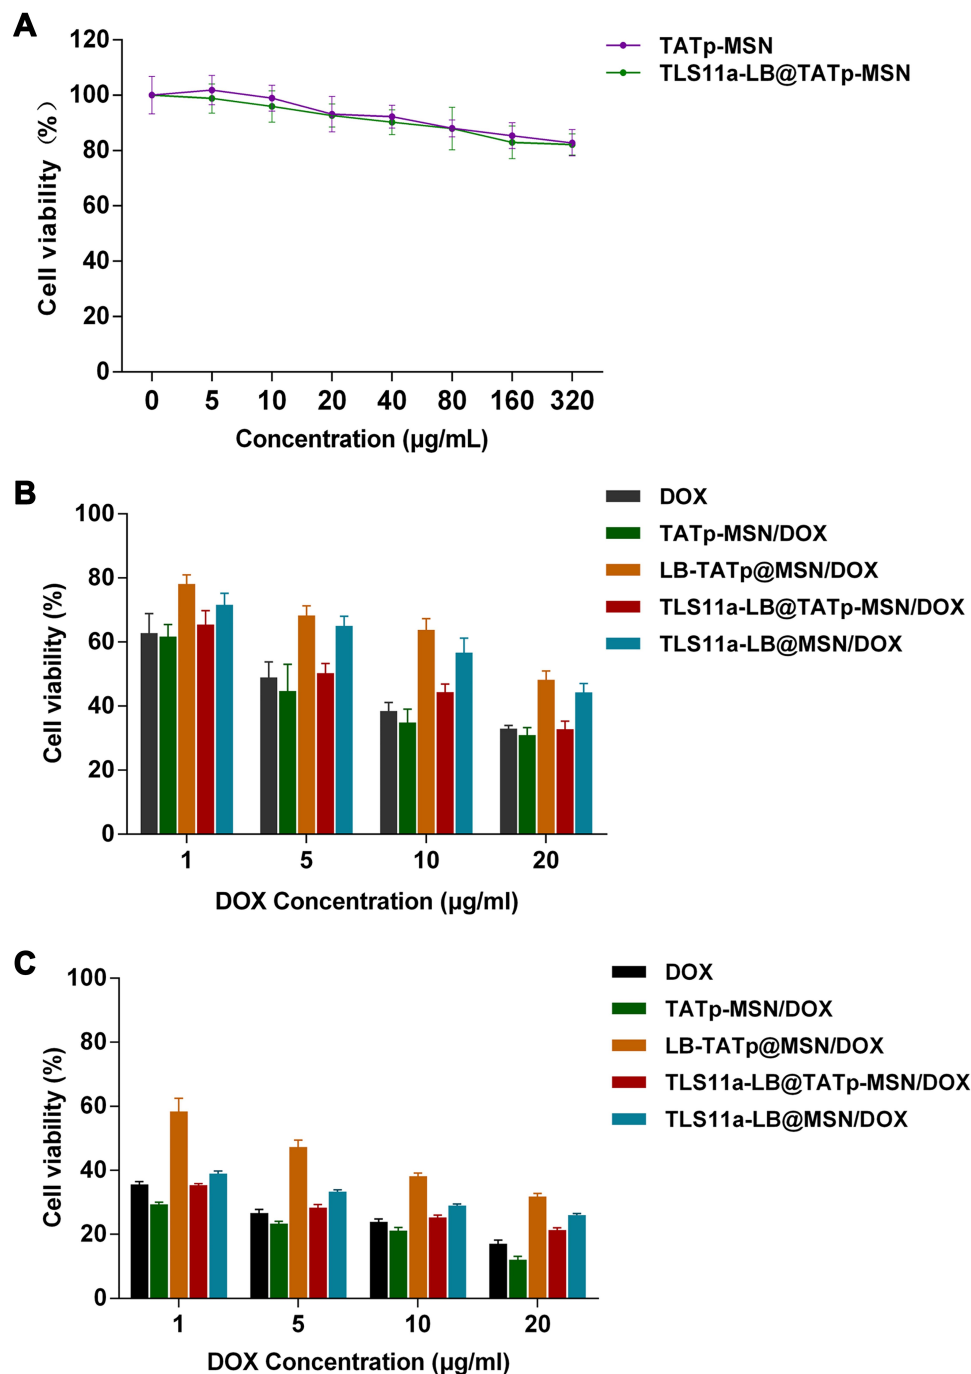 A
120
100
80
60
40
20
0
Cell viability (%)
0 5 10 20 40 80 160 320
Concentration (µg/mL)
TATp-MSN
TLS11a-LB@TATp-MSN
B
100
80
60
40
20
0
Cell viability (%)
1 5 10 20
DOX Concentration (µg/ml)
DOX
TATp-MSN/DOX
LB-TATp@MSN/DOX
TLS11a-LB@TATp-MSN/DOX
TLS11a-LB@MSN/DOX
C
100
80
60
40
20
0
Cell viability (%)
1 5 10 20
DOX Concentration (µg/ml)
DOX
TATp-MSN/DOX
LB-TATp@MSN/DOX
TLS11a-LB@TATp-MSN/DOX
TLS11a-LB@MSN/DOX